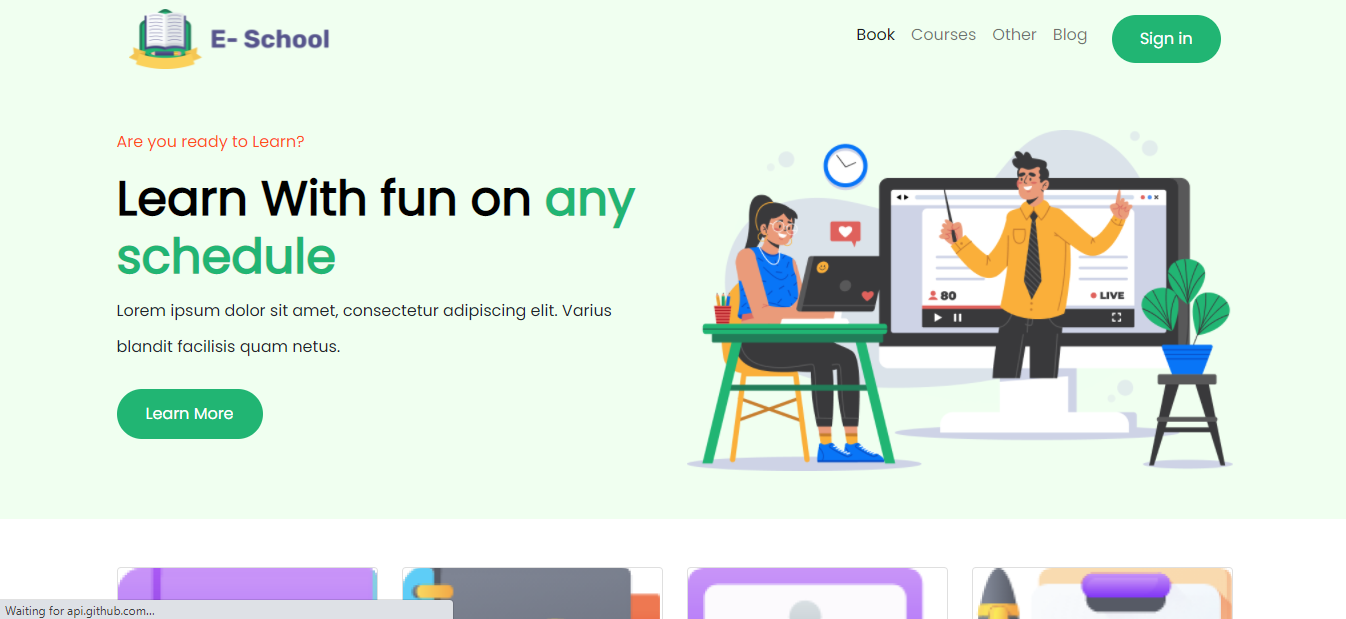 E- School
Book Courses Other Blog Sign in
Are you ready to Learn?
Learn With fun on any
schedule
Lorem ipsum dolor sit amet, consectetur adipiscing elit. Varius
blandit facilisis quam netus.
Learn More
80
LIVE
Waiting for api.github.com...